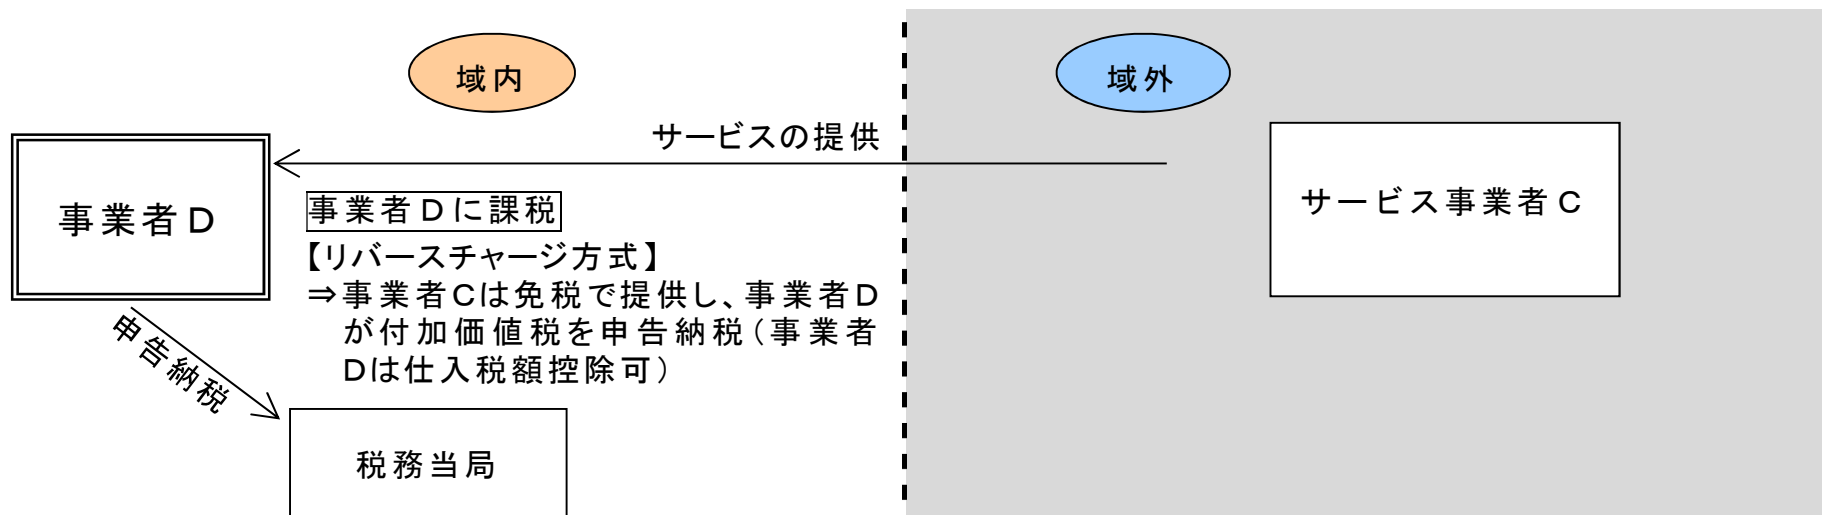 域内
域外
サービスの提供
事業者D
サービス事業者C
事業者Dに課税
【リバースチャージ方式】
⇒事業者Cは免税で提供し、事業者D
が付加価値税を申告納税（事業者
Dは仕入税額控除可）
申告納税
税務当局